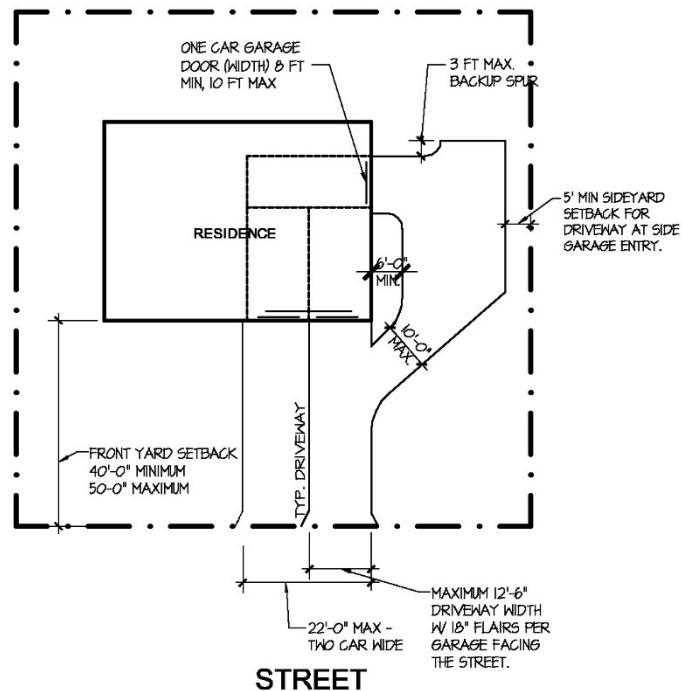 ONE CAR GARAGE
DOOR (WIDTH) 8 FT
MIN, 10 FT MAX
3 FT MAX.
BACKUP SPUR
5' MIN SIDEYARD
SETBACK FOR
DRIVEWAY AT SIDE
GARAGE ENTRY.
RESIDENCE
6'-0"
MIN.
10'-0"
MAX.
FRONT YARD SETBACK
40'-0" MINIMUM
50-0" MAXIMUM
TYP. DRIVEWAY
22'-0" MAX -
TWO CAR WIDE
MAXIMUM 12'-6"
DRIVEWAY WIDTH
W/ 18" FLAIRS PER
GARAGE FACING
THE STREET.
STREET